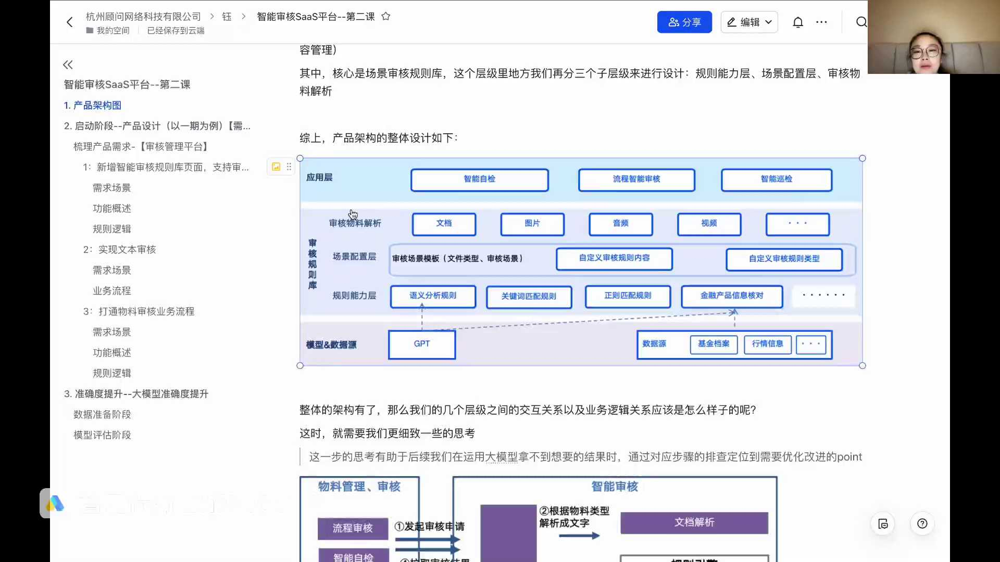 杭州顾问网络科技有限公司 > 钰 > 智能审核SaaS平台--第二课
我的空间 已经保存到云端
分享
编辑
智能审核SaaS平台--第二课
1. 产品架构图
2. 启动阶段--产品设计（以一期为例）【需...
梳理产品需求-【审核管理平台】
1：新增智能审核规则库页面，支持审...
需求场景
功能概述
规则逻辑
2：实现文本审核
需求场景
业务流程
3：打通物料审核业务流程
需求场景
功能概述
规则逻辑
3. 准确度提升--大模型准确度提升
数据准备阶段
模型评估阶段
容管理）
其中，核心是场景审核规则库，这个层级里地方我们再分三个子层级来进行设计：规则能力层、场景配置层、审核物
料解析
综上，产品架构的整体设计如下：
应用层 智能自检 流程智能审核 智能巡检
审核规则库
审核物料解析 文档 图片 音频 视频 · · ·
场景配置层 审核场景模板（文件类型、审核场景） 自定义审核规则内容 自定义审核规则类型
规则能力层 语义分析规则 关键词匹配规则 正则匹配规则 金融产品信息核对 · · · · · ·
模型&数据源 GPT 数据源 基金档案 行情信息 · · ·
整体的架构有了，那么我们的几个层级之间的交互关系以及业务逻辑关系应该是怎么样子的呢？
这时，就需要我们更细致一些的思考
这一步的思考有助于后续我们在运用大模型拿不到想要的结果时，通过对应步骤的排查定位到需要优化改进的point
物料管理、审核
智能审核
流程审核
①发起审核申请
②根据物料类型
解析成文字
文档解析
智能自检